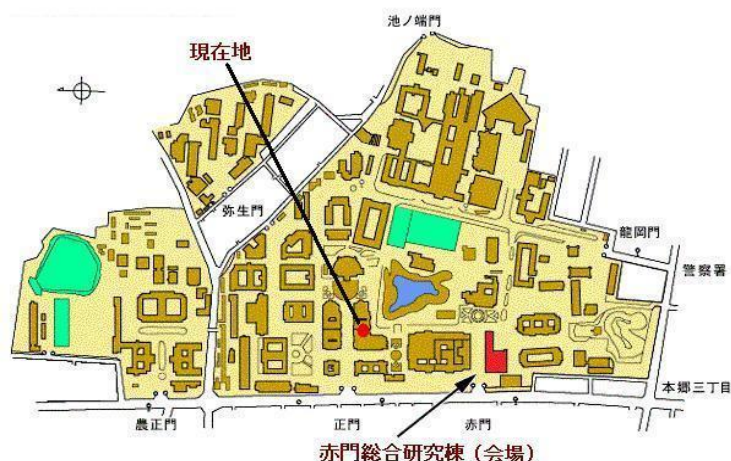 池ノ端門
現在地
弥生門
龍岡門
警察署
本郷三丁目
農正門
正門
赤門
赤門総合研究棟（会場）